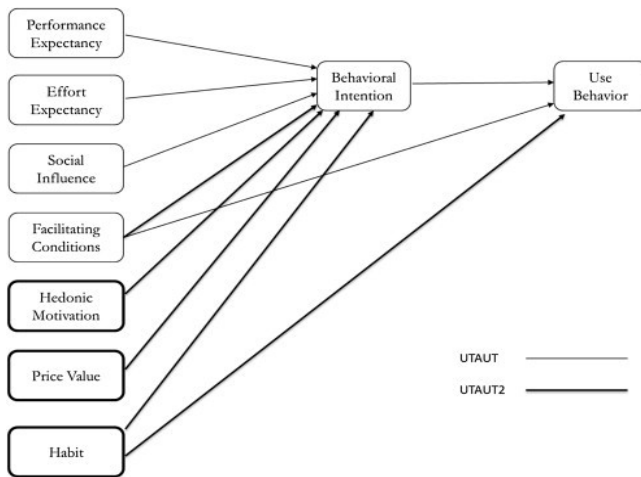 Performance
Expectancy
Effort
Expectancy
Social
Influence
Facilitating
Conditions
Hedonic
Motivation
Price Value
Habit
Behavioral
Intention
Use
Behavior
UTAUT
UTAUT2